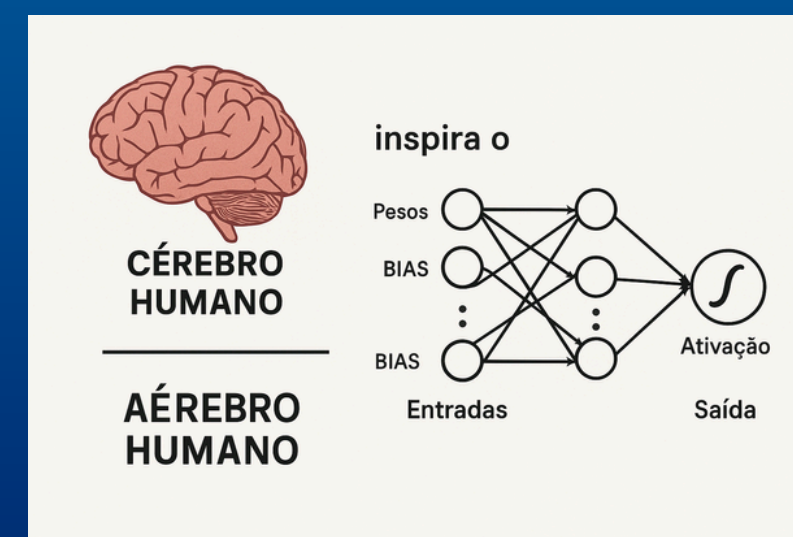 CÉREBRO
HUMANO
AÉREBRO
HUMANO
inspira o
Pesos
BIAS
BIAS
Entradas
Ativação
Saída